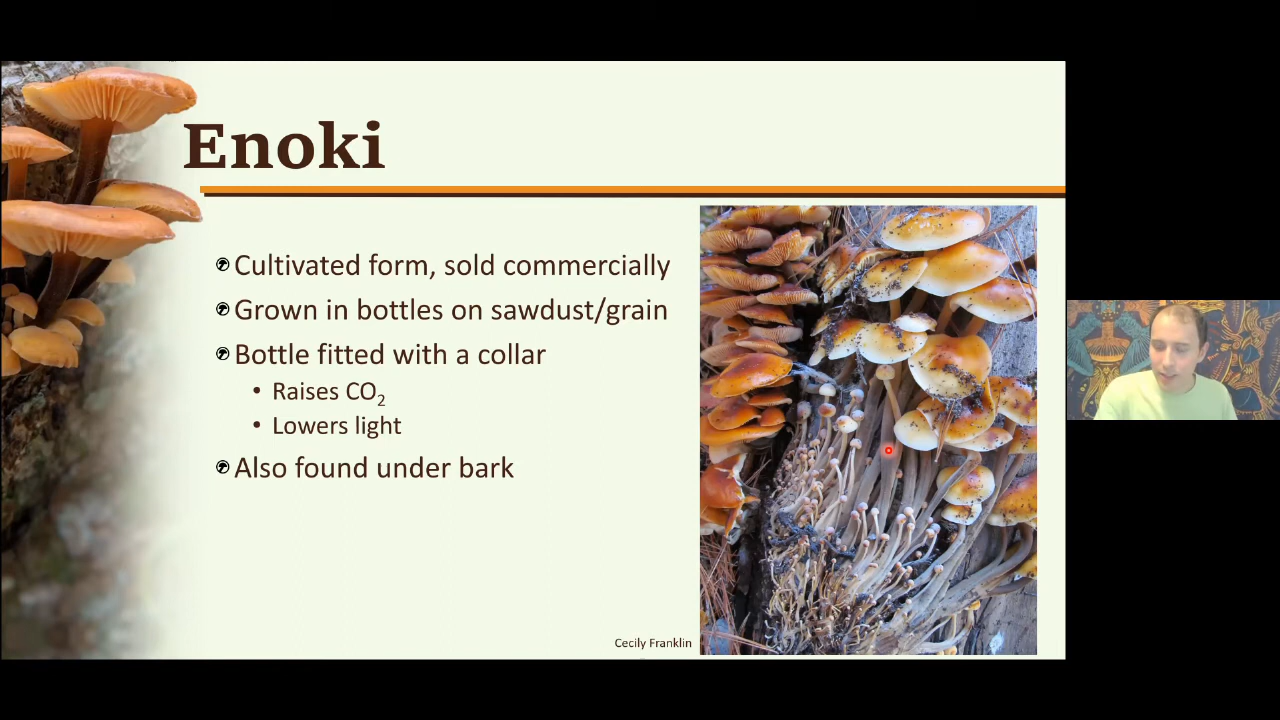 Enoki
Cultivated form, sold commercially
Grown in bottles on sawdust/grain
Bottle fitted with a collar
• Raises CO₂
• Lowers light
Also found under bark
Cecily Franklin